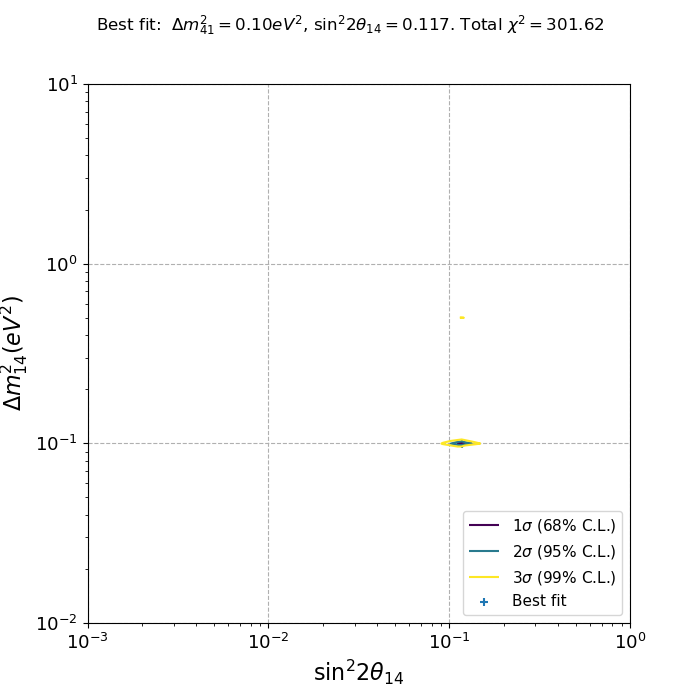 Best fit: Δm²₄₁ = 0.10eV², sin²2θ₁₄ = 0.117. Total χ² = 301.62
10¹
10⁰
10⁻¹
10⁻²
Δm²₁₄(eV²)
1σ (68% C.L.)
2σ (95% C.L.)
3σ (99% C.L.)
Best fit
10⁻³
10⁻²
10⁻¹
10⁰
sin²2θ₁₄